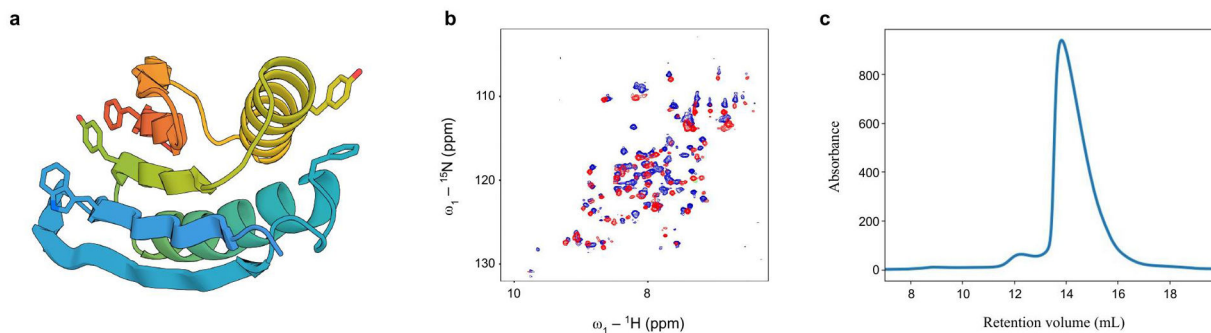 a
b
c
110
120
130
ω₁ – ¹⁵N (ppm)
10
8
ω₁ – ¹H (ppm)
800
600
400
200
0
Absorbance
8
10
12
14
16
18
Retention volume (mL)